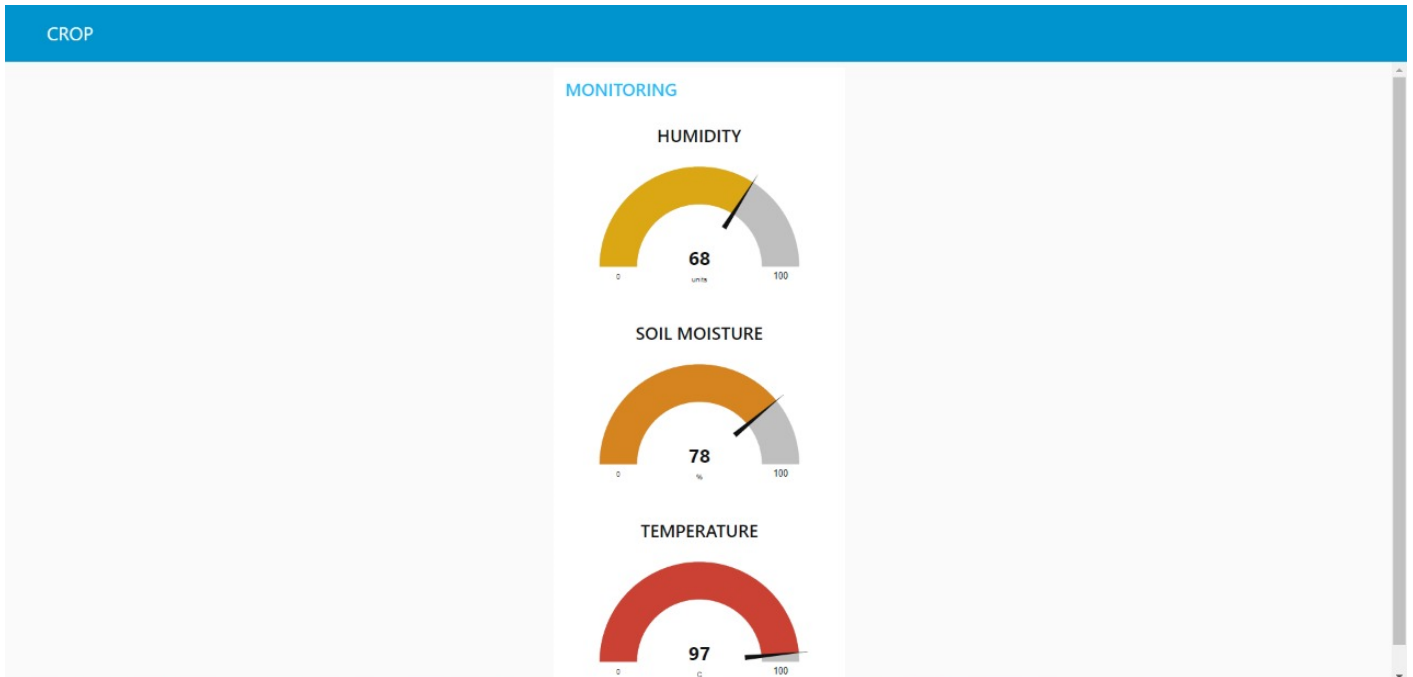 CROP
MONITORING
HUMIDITY
68
units
0 100
SOIL MOISTURE
78
%
0 100
TEMPERATURE
97
C
0 100